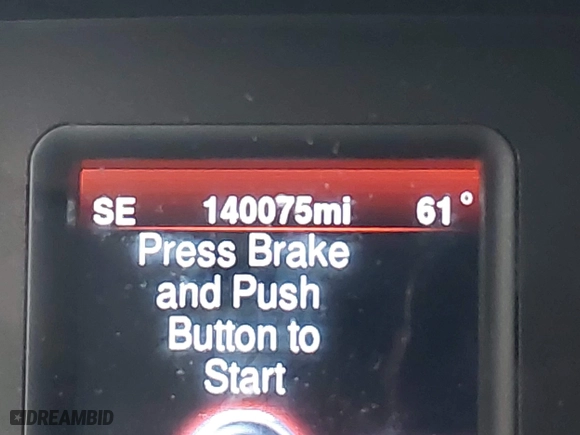 SE 140075mi 61°
Press Brake
and Push
Button to
Start
DREAMBID